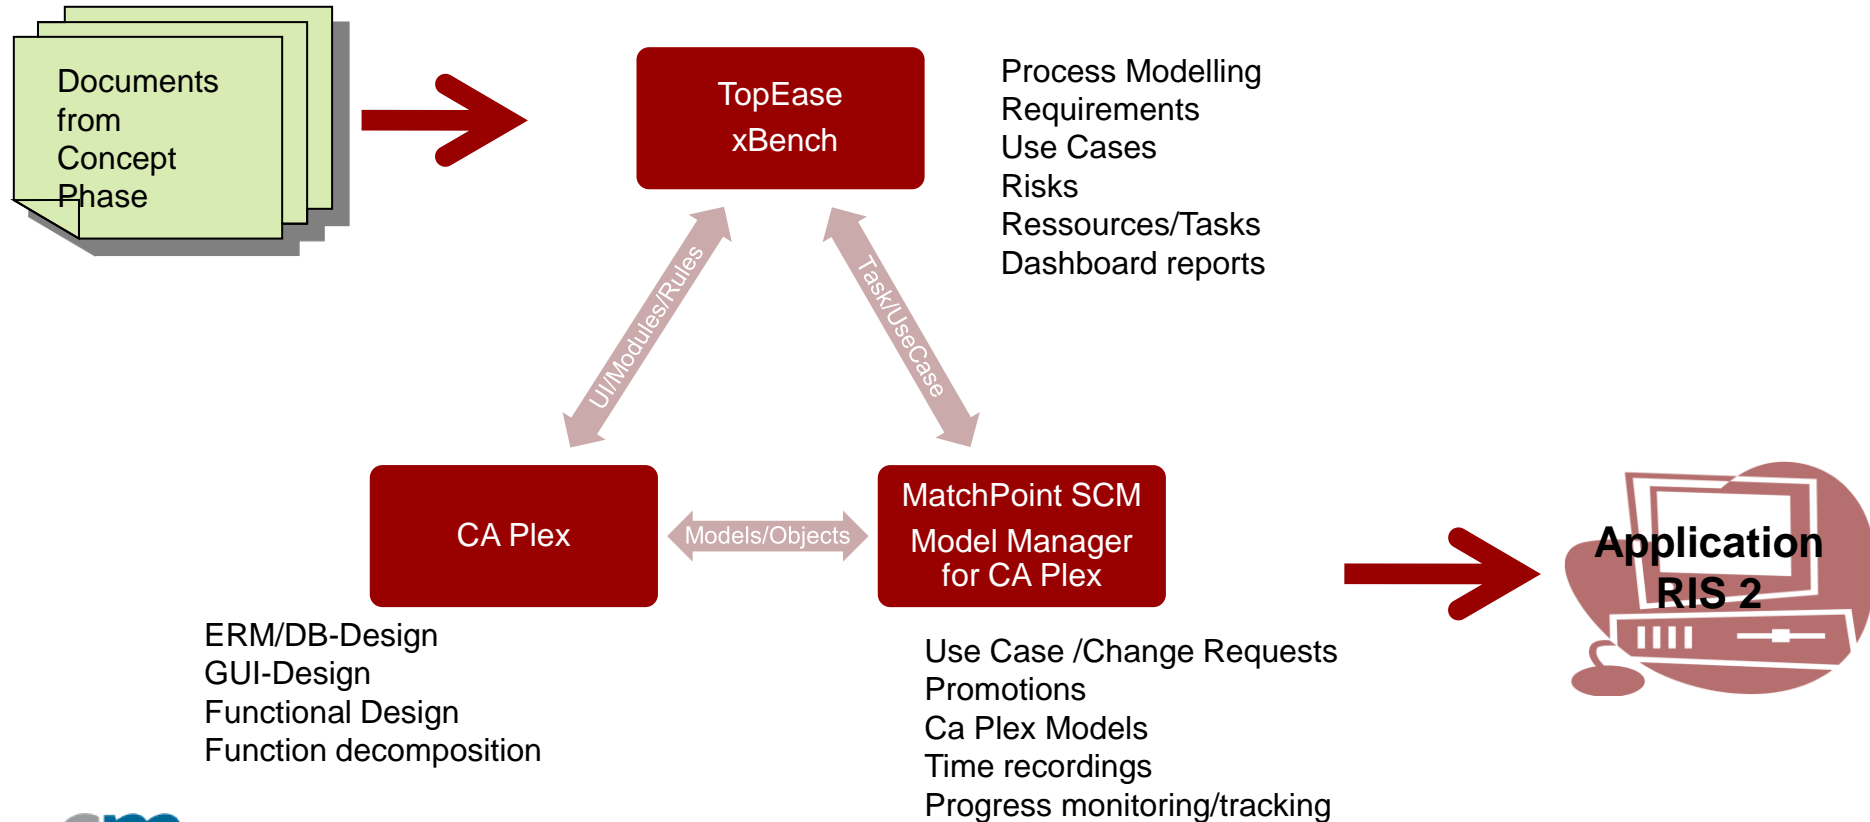 Documents
from
Concept
Phase
TopEase
xBench
Process Modelling
Requirements
Use Cases
Risks
Ressources/Tasks
Dashboard reports
UI/Modules/Rules
Task/UseCase
CA Plex
Models/Objects
MatchPoint SCM
Model Manager
for CA Plex
Application
RIS 2
ERM/DB-Design
GUI-Design
Functional Design
Function decomposition
Use Case /Change Requests
Promotions
Ca Plex Models
Time recordings
Progress monitoring/tracking